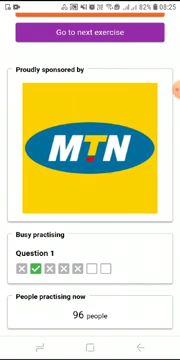 82% 08:25
Go to next exercise
Proudly sponsored by
MTN
Busy practising
Question 1
People practising now
96 people